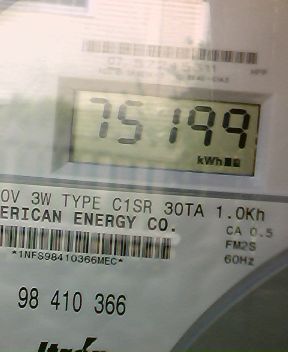 75199
kWh
0V 3W TYPE C1SR 30TA 1.0Kh
ERICAN ENERGY CO.
CA 0.5
FM2S
*1NFS98410366MEC*
60Hz
98 410 366
Itron